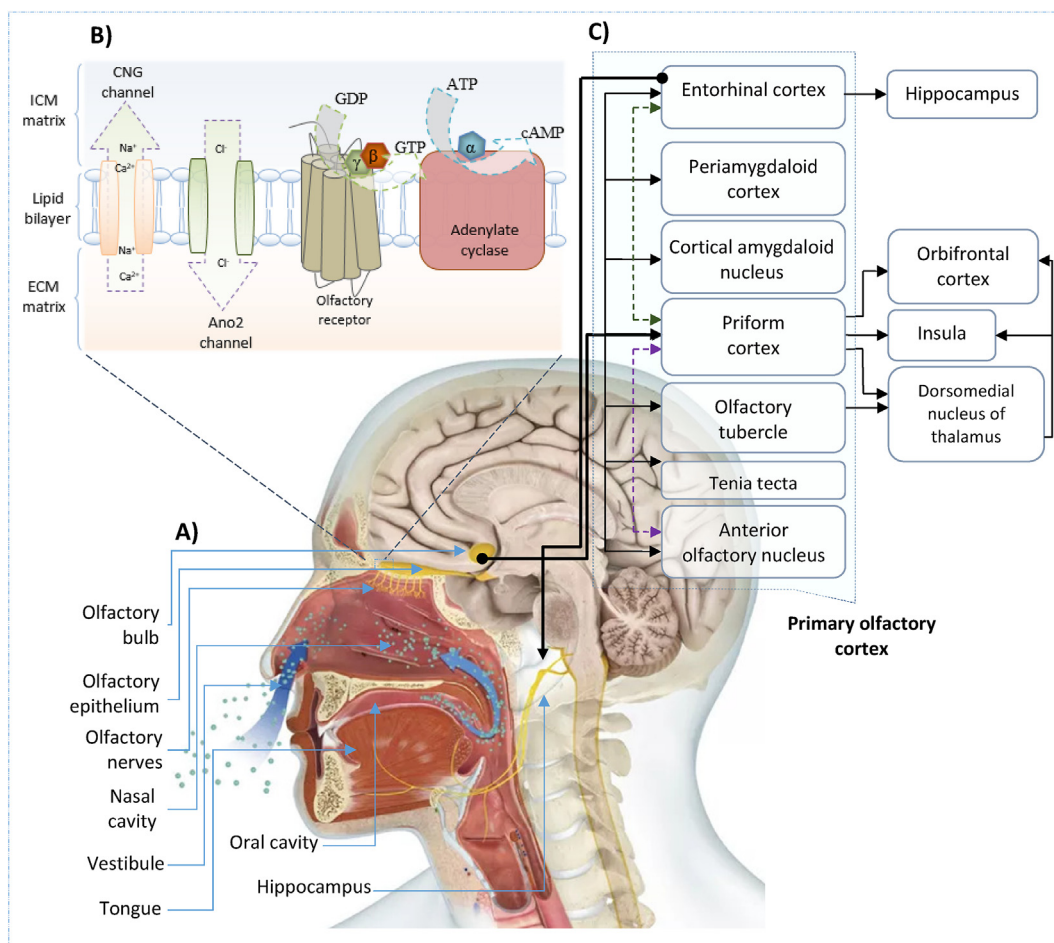 B)
CNG
channel
ICM
matrix
Lipid
bilayer
ECM
matrix
Na⁺
Ca²⁺
Na⁺
Ca²⁺
Cl⁻
Cl⁻
Ano2
channel
GDP
γ
β
GTP
Olfactory
receptor
ATP
α
cAMP
Adenylate
cyclase
C)
Entorhinal cortex
Hippocampus
Periamygdaloid
cortex
Cortical amygdaloid
nucleus
Orbifrontal
cortex
Priform
cortex
Insula
Olfactory
tubercle
Dorsomedial
nucleus of
thalamus
Tenia tecta
Anterior
olfactory nucleus
Primary olfactory
cortex
A)
Olfactory
bulb
Olfactory
epithelium
Olfactory
nerves
Nasal
cavity
Vestibule
Tongue
Oral cavity
Hippocampus